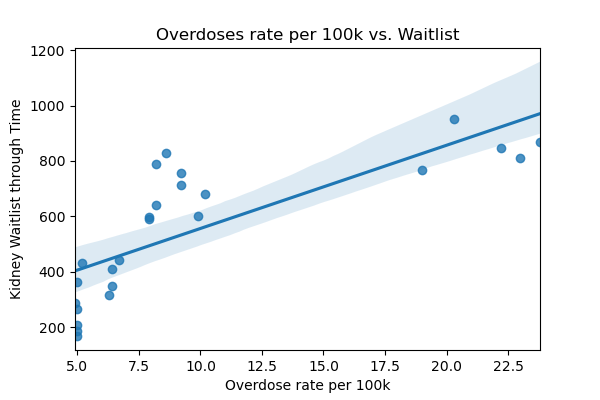 Overdoses rate per 100k vs. Waitlist
Kidney Waitlist through Time
1200
1000
800
600
400
200
5.0 7.5 10.0 12.5 15.0 17.5 20.0 22.5
Overdose rate per 100k